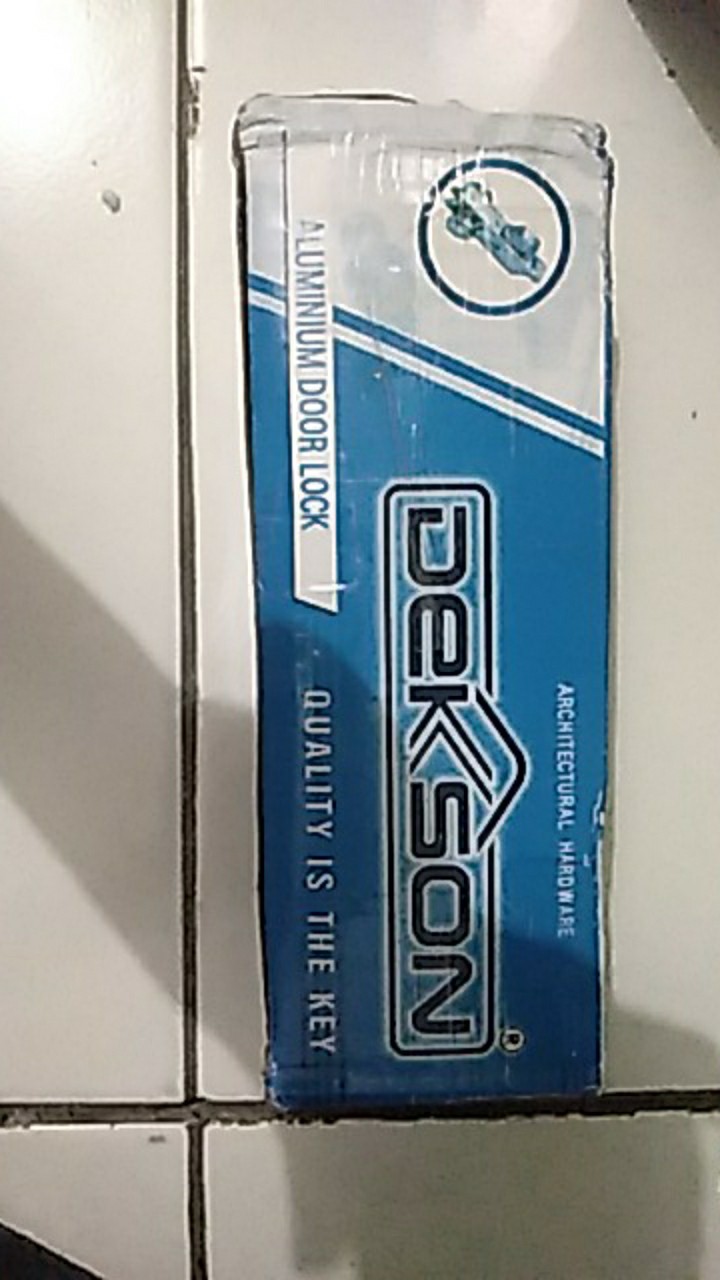 ARCHITECTURAL HARDWARE
DEKSON®
ALUMINIUM DOOR LOCK
QUALITY IS THE KEY